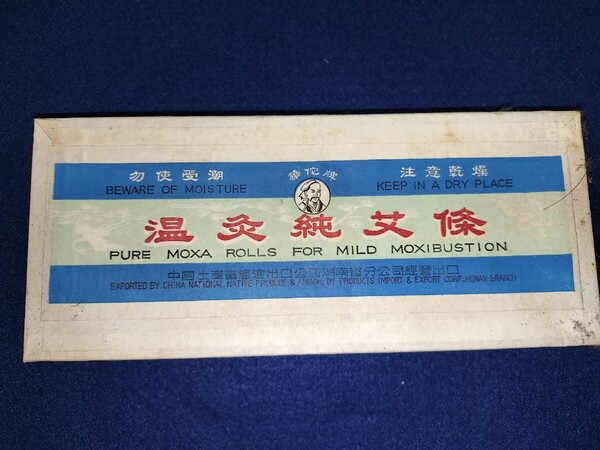 勿使受潮 華佗牌 注意乾燥
BEWARE OF MOISTURE KEEP IN A DRY PLACE
温灸純艾條
PURE MOXA ROLLS FOR MILD MOXIBUSTION
中國土產畜產進出口公司湖南省分公司經營出口
EXPORTED BY CHINA NATIONAL NATIVE PRODUCE & ANIMAL BY-PRODUCTS IMPORT & EXPORT CORP. HUNAN BRANCH